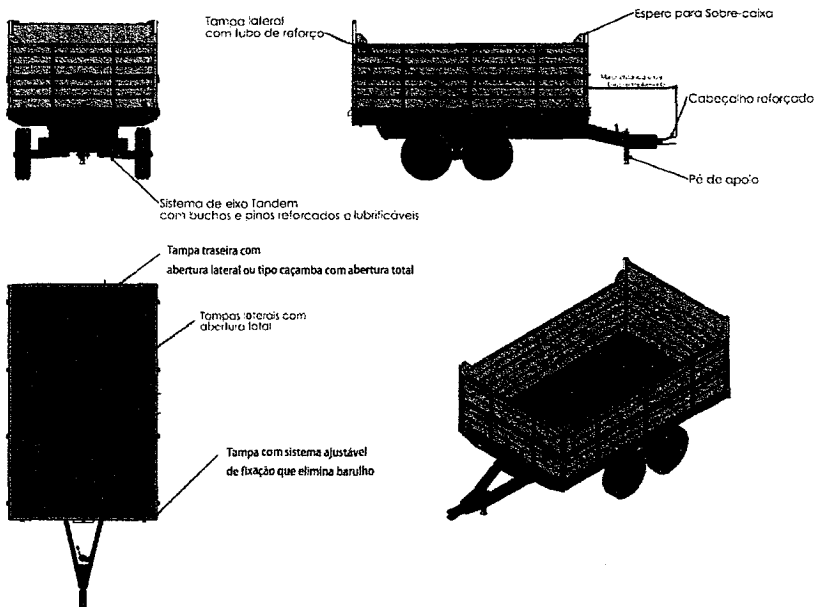 Tampa lateral
com tubo de reforço
Espera para Sobre-caixa
Cabeçalho reforçado
Pé de apoio
Sistema de eixo Tandem
com buchas e pinos reforçados e lubrificáveis
Tampa traseira com
abertura lateral ou tipo caçamba com abertura total
Tampas laterais com
abertura total
Tampa com sistema ajustável
de fixação que elimina barulho